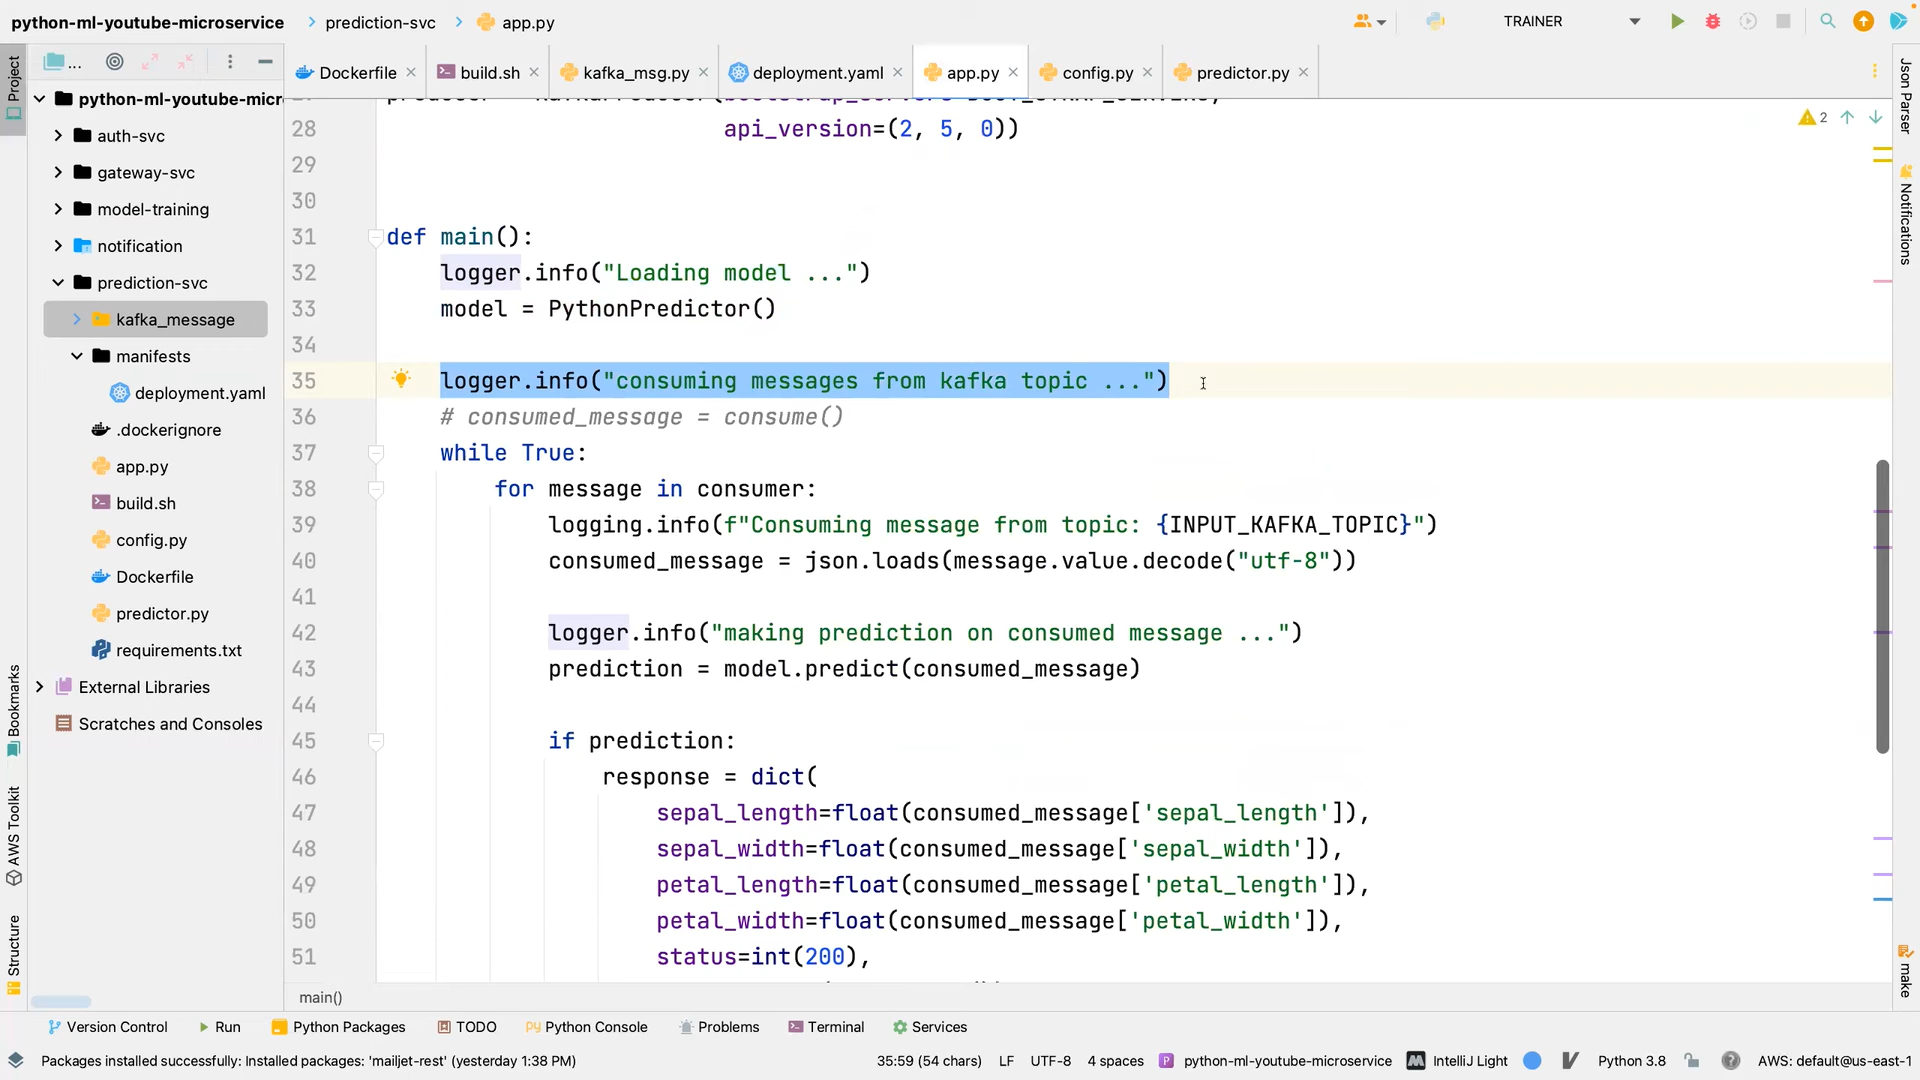 python-ml-youtube-microservice prediction-svc app.py TRAINER
Project ... Dockerfile build.sh kafka_msg.py deployment.yaml app.py config.py predictor.py
python-ml-youtube-micr
auth-svc
gateway-svc
model-training
notification
prediction-svc
kafka_message
manifests
deployment.yaml
.dockerignore
app.py
build.sh
config.py
Dockerfile
predictor.py
requirements.txt
External Libraries
Scratches and Consoles
Bookmarks
AWS Toolkit
Structure
28 api_version=(2, 5, 0))
29
30
31 def main():
32 logger.info("Loading model ...")
33 model = PythonPredictor()
34
35 logger.info("consuming messages from kafka topic ...")
36 # consumed_message = consume()
37 while True:
38 for message in consumer:
39 logging.info(f"Consuming message from topic: {INPUT_KAFKA_TOPIC}")
40 consumed_message = json.loads(message.value.decode("utf-8"))
41
42 logger.info("making prediction on consumed message ...")
43 prediction = model.predict(consumed_message)
44
45 if prediction:
46 response = dict(
47 sepal_length=float(consumed_message['sepal_length']),
48 sepal_width=float(consumed_message['sepal_width']),
49 petal_length=float(consumed_message['petal_length']),
50 petal_width=float(consumed_message['petal_width']),
51 status=int(200),
2
Json Parser
Notifications
make
main()
Version Control Run Python Packages TODO Python Console Problems Terminal Services
Packages installed successfully: Installed packages: 'mailjet-rest' (yesterday 1:38 PM) 35:59 (54 chars) LF UTF-8 4 spaces python-ml-youtube-microservice IntelliJ Light Python 3.8 AWS: default@us-east-1